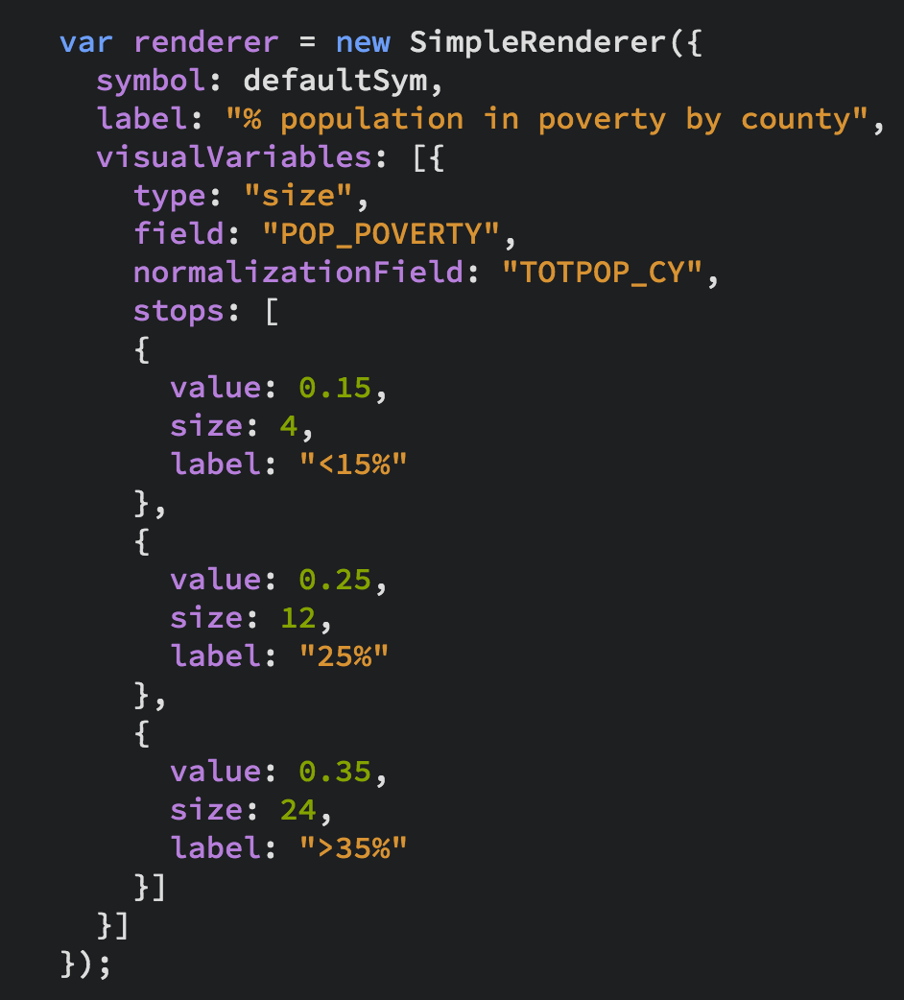 var renderer = new SimpleRenderer({
  symbol: defaultSym,
  label: "% population in poverty by county",
  visualVariables: [{
    type: "size",
    field: "POP_POVERTY",
    normalizationField: "TOTPOP_CY",
    stops: [
    {
      value: 0.15,
      size: 4,
      label: "<15%"
    },
    {
      value: 0.25,
      size: 12,
      label: "25%"
    },
    {
      value: 0.35,
      size: 24,
      label: ">35%"
    }]
  }]
});